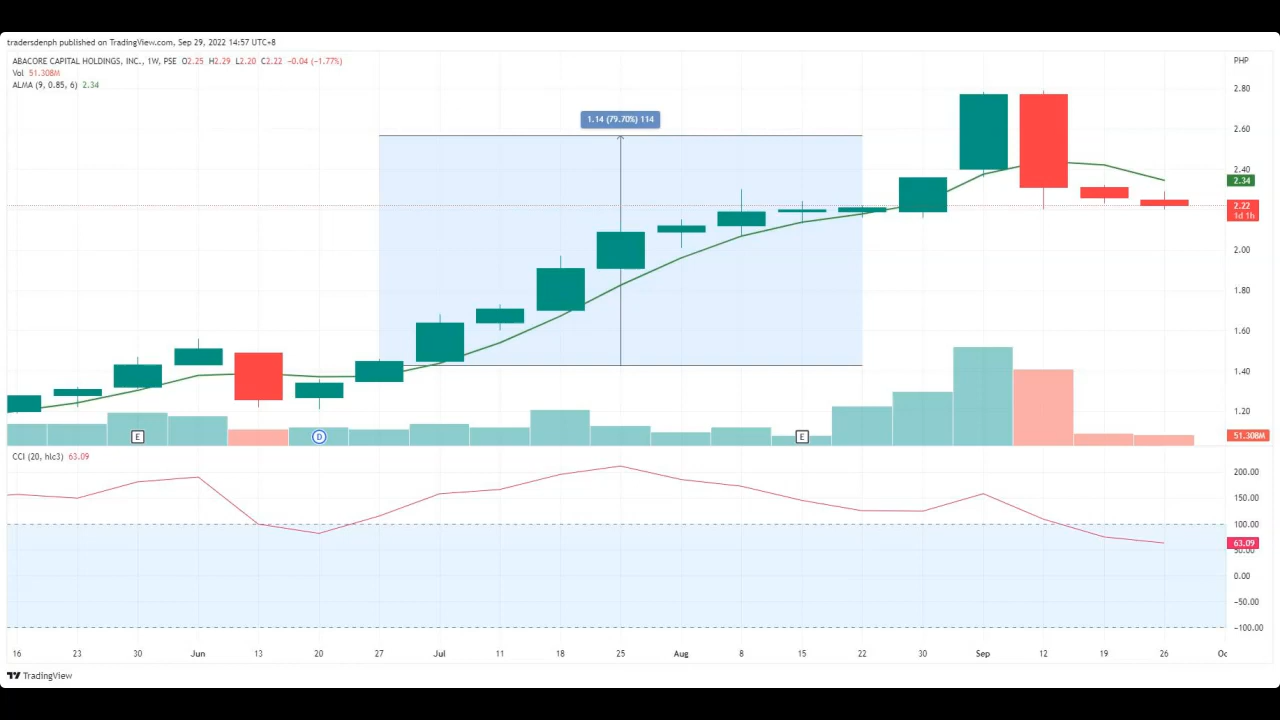 tradersdenph published on TradingView.com, Sep 29, 2022 14:57 UTC+8
ABACORE CAPITAL HOLDINGS, INC., 1W, PSE O2.25 H2.29 L2.20 C2.22 −0.04 (−1.77%)
Vol 51.308M
ALMA (9, 0.85, 6) 2.34
PHP
2.80
1.14 (79.70%) 114
2.60
2.40
2.34
2.22
1d 1h
2.00
1.80
1.60
1.40
1.20
E
D
E
51.308M
CCI (20, hlc3) 63.09
200.00
150.00
100.00
63.09
50.00
0.00
−50.00
−100.00
16 23 30 Jun 13 20 27 Jul 11 18 25 Aug 8 15 22 30 Sep 12 19 26 Oc
TradingView